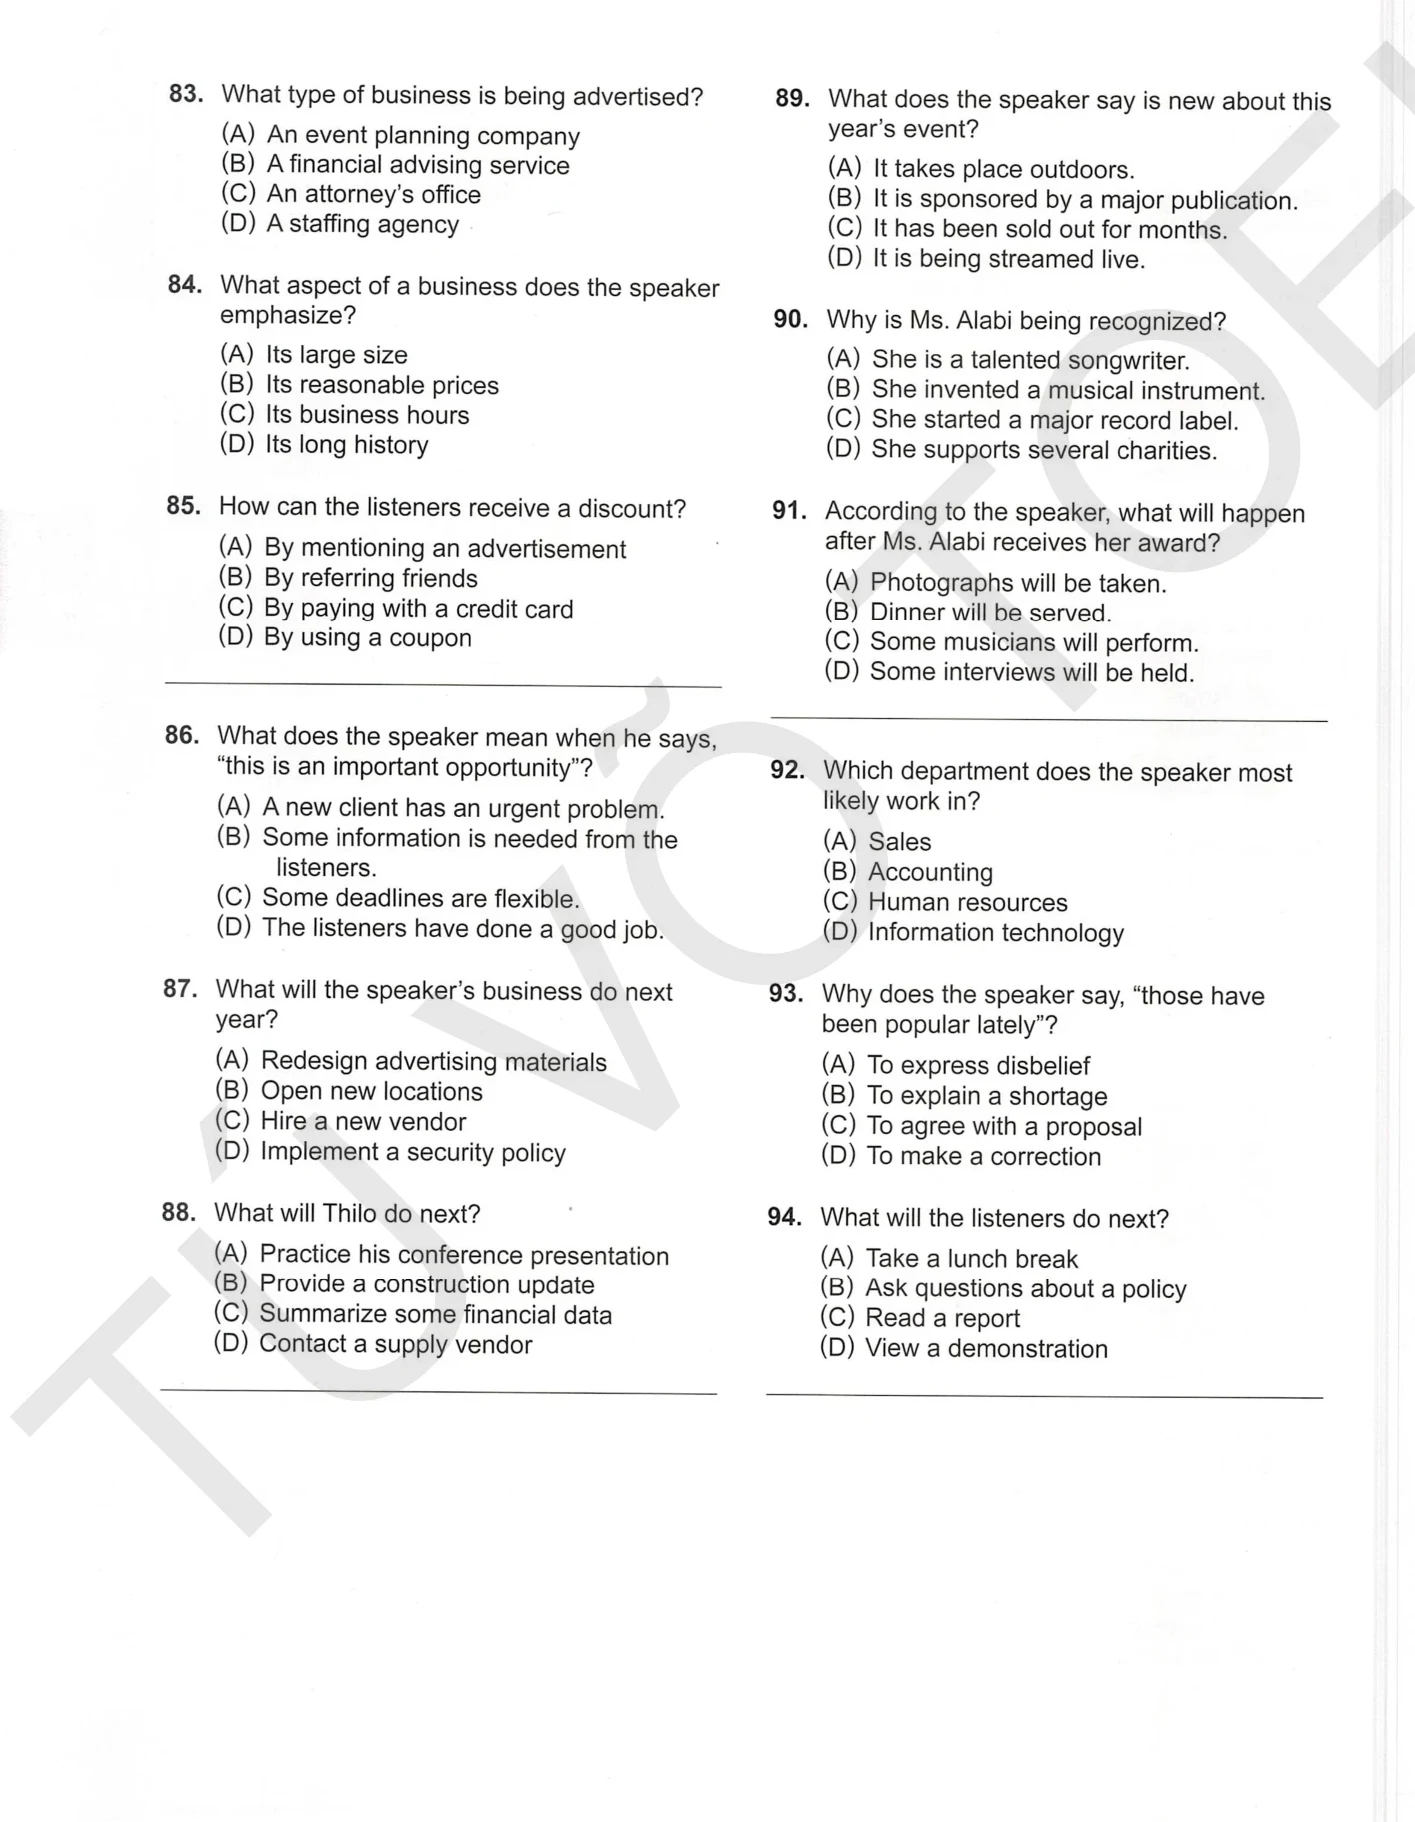 83. What type of business is being advertised?
(A) An event planning company
(B) A financial advising service
(C) An attorney's office
(D) A staffing agency
84. What aspect of a business does the speaker
emphasize?
(A) Its large size
(B) Its reasonable prices
(C) Its business hours
(D) Its long history
85. How can the listeners receive a discount?
(A) By mentioning an advertisement
(B) By referring friends
(C) By paying with a credit card
(D) By using a coupon
86. What does the speaker mean when he says,
“this is an important opportunity”?
(A) A new client has an urgent problem.
(B) Some information is needed from the
listeners.
(C) Some deadlines are flexible.
(D) The listeners have done a good job.
87. What will the speaker's business do next
year?
(A) Redesign advertising materials
(B) Open new locations
(C) Hire a new vendor
(D) Implement a security policy
88. What will Thilo do next?
(A) Practice his conference presentation
(B) Provide a construction update
(C) Summarize some financial data
(D) Contact a supply vendor
89. What does the speaker say is new about this
year's event?
(A) It takes place outdoors.
(B) It is sponsored by a major publication.
(C) It has been sold out for months.
(D) It is being streamed live.
90. Why is Ms. Alabi being recognized?
(A) She is a talented songwriter.
(B) She invented a musical instrument.
(C) She started a major record label.
(D) She supports several charities.
91. According to the speaker, what will happen
after Ms. Alabi receives her award?
(A) Photographs will be taken.
(B) Dinner will be served.
(C) Some musicians will perform.
(D) Some interviews will be held.
92. Which department does the speaker most
likely work in?
(A) Sales
(B) Accounting
(C) Human resources
(D) Information technology
93. Why does the speaker say, “those have
been popular lately”?
(A) To express disbelief
(B) To explain a shortage
(C) To agree with a proposal
(D) To make a correction
94. What will the listeners do next?
(A) Take a lunch break
(B) Ask questions about a policy
(C) Read a report
(D) View a demonstration
TÚ VÕ TOE